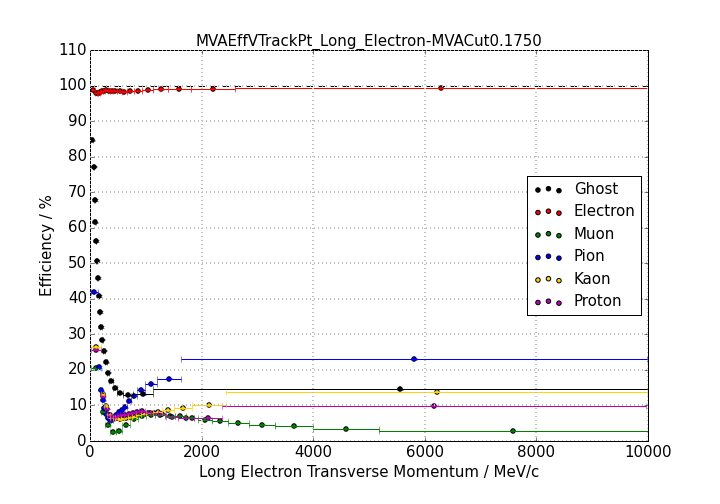 MVAEffVTrackPt_Long_Electron-MVACut0.1750
110
100
90
80
70
60
50
40
30
20
10
0
Efficiency / %
Ghost
Electron
Muon
Pion
Kaon
Proton
0 2000 4000 6000 8000 10000
Long Electron Transverse Momentum / MeV/c